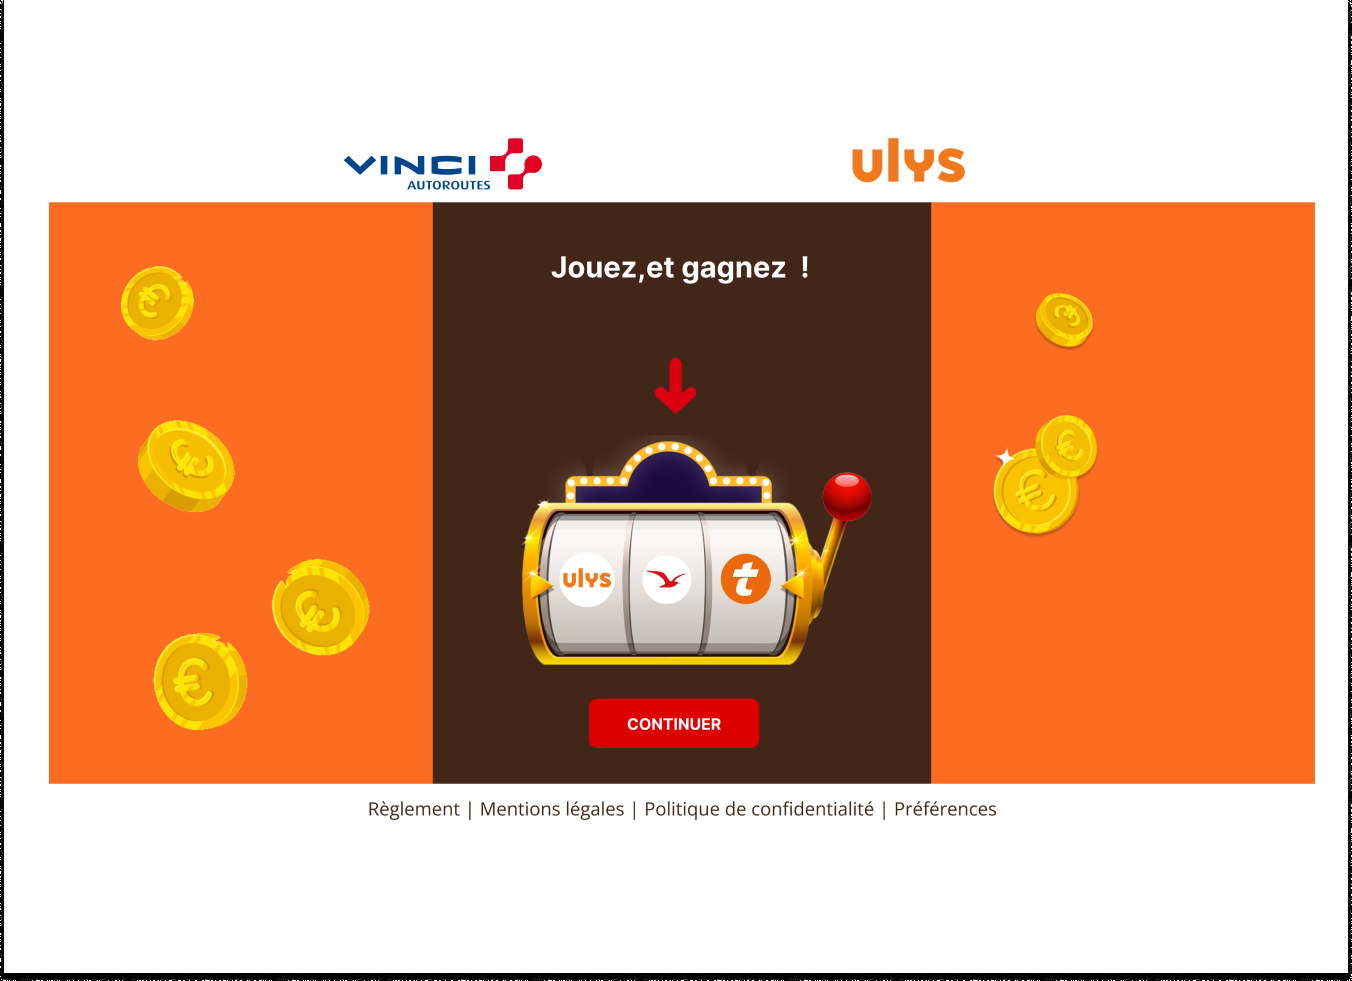 VINCI
AUTOROUTES
ulys
Jouez,et gagnez !
ulys
t
CONTINUER
Règlement | Mentions légales | Politique de confidentialité | Préférences